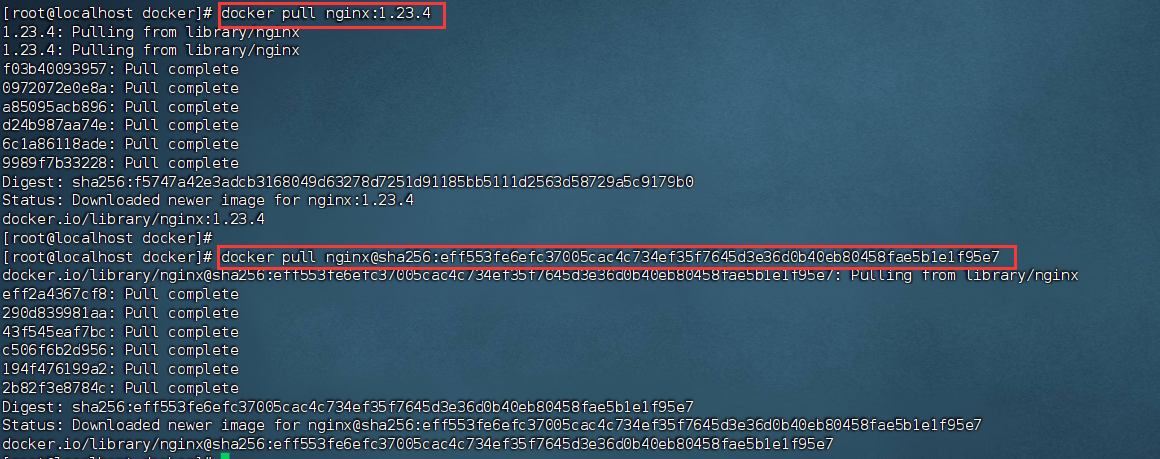 [root@localhost docker]# docker pull nginx:1.23.4
1.23.4: Pulling from library/nginx
1.23.4: Pulling from library/nginx
f03b40093957: Pull complete
0972072e0e8a: Pull complete
a85095acb896: Pull complete
d24b987aa74e: Pull complete
6c1a86118ade: Pull complete
9989f7b33228: Pull complete
Digest: sha256:f5747a42e3adcb3168049d63278d7251d91185bb5111d2563d58729a5c9179b0
Status: Downloaded newer image for nginx:1.23.4
docker.io/library/nginx:1.23.4
[root@localhost docker]#
[root@localhost docker]# docker pull nginx@sha256:eff553fe6efc37005cac4c734ef35f7645d3e36d0b40eb80458fae5b1e1f95e7
docker.io/library/nginx@sha256:eff553fe6efc37005cac4c734ef35f7645d3e36d0b40eb80458fae5b1e1f95e7: Pulling from library/nginx
eff2a4367cf8: Pull complete
290d839981aa: Pull complete
43f545eaf7bc: Pull complete
c506f6b2d956: Pull complete
194f476199a2: Pull complete
2b82f3e8784c: Pull complete
Digest: sha256:eff553fe6efc37005cac4c734ef35f7645d3e36d0b40eb80458fae5b1e1f95e7
Status: Downloaded newer image for nginx@sha256:eff553fe6efc37005cac4c734ef35f7645d3e36d0b40eb80458fae5b1e1f95e7
docker.io/library/nginx@sha256:eff553fe6efc37005cac4c734ef35f7645d3e36d0b40eb80458fae5b1e1f95e7
[root@localhost docker]#